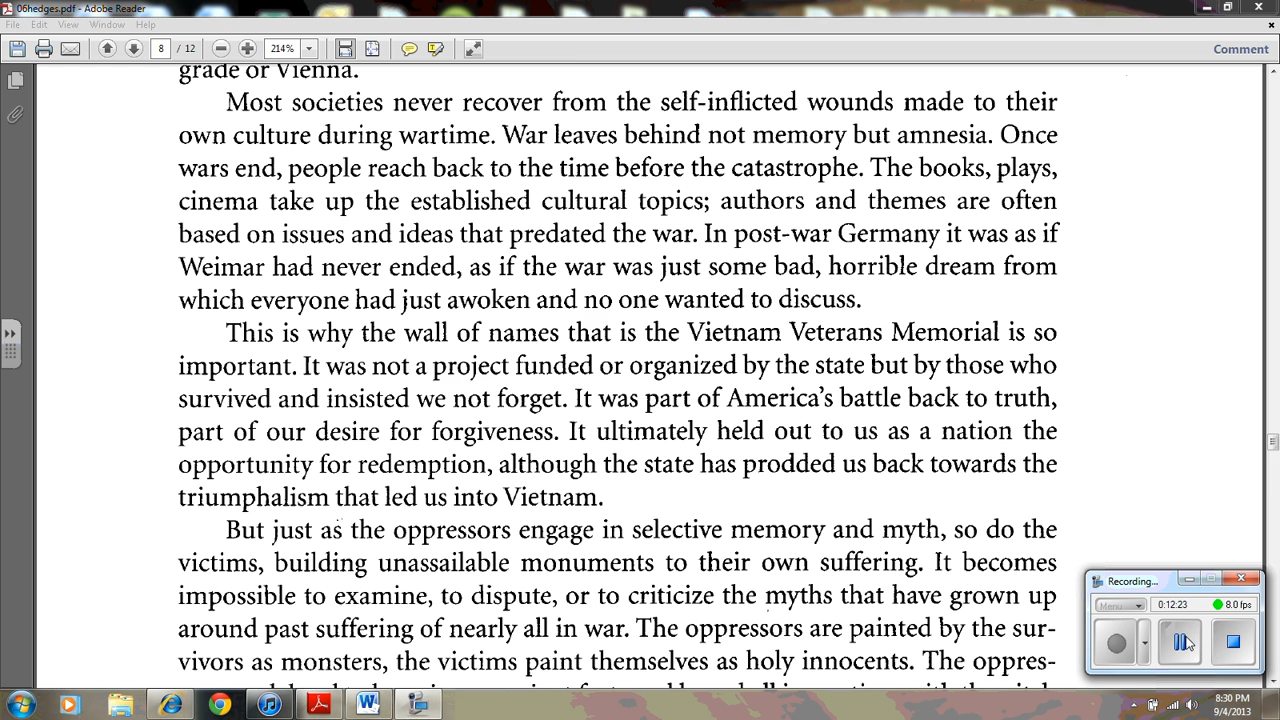 06hedges.pdf - Adobe Reader
File Edit View Window Help
8 / 12 214% Comment
grade or Vienna.
Most societies never recover from the self-inflicted wounds made to their
own culture during wartime. War leaves behind not memory but amnesia. Once
wars end, people reach back to the time before the catastrophe. The books, plays,
cinema take up the established cultural topics; authors and themes are often
based on issues and ideas that predated the war. In post-war Germany it was as if
Weimar had never ended, as if the war was just some bad, horrible dream from
which everyone had just awoken and no one wanted to discuss.
This is why the wall of names that is the Vietnam Veterans Memorial is so
important. It was not a project funded or organized by the state but by those who
survived and insisted we not forget. It was part of America's battle back to truth,
part of our desire for forgiveness. It ultimately held out to us as a nation the
opportunity for redemption, although the state has prodded us back towards the
triumphalism that led us into Vietnam.
But just as the oppressors engage in selective memory and myth, so do the
victims, building unassailable monuments to their own suffering. It becomes
impossible to examine, to dispute, or to criticize the myths that have grown up
around past suffering of nearly all in war. The oppressors are painted by the sur-
vivors as monsters, the victims paint themselves as holy innocents. The oppres-
Recording...
Menu 0:12:23 8.0 fps
8:30 PM
9/4/2013